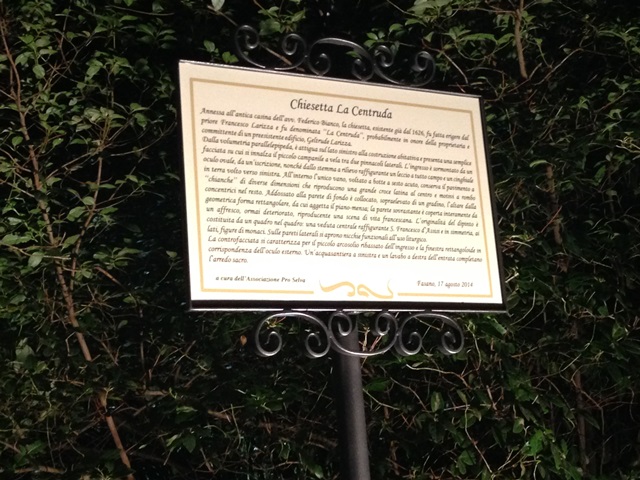 Chiesetta La Centruda
Annessa all'antica casina dell'avv. Federico Bianco, la chiesetta, esistente già dal 1626, fu fatta erigere dal
priore Francesco Larizza e fu denominata "La Centruda", probabilmente in onore della proprietaria e
committente di un preesistente edificio, Geltrude Larizza.
Dalla volumetria parallelepipeda, è attigua sul lato sinistro alla costruzione abitativa e presenta una semplice
facciata su cui si innalza il piccolo campanile a vela tra due pinnacoli laterali. L'ingresso è sormontato da un
oculo ovale, da un'iscrizione, nonché dallo stemma a rilievo raffigurante un leccio a tutto campo e un cinghiale
in terra volto verso sinistra. All'interno l'unico vano, voltato a botte a sesto acuto, conserva il pavimento a
"chianche" di diverse dimensioni che riproducono una grande croce latina al centro e motivi a rombo
concentrici nel resto. Addossato alla parete di fondo è collocato, sopraelevato di un gradino, l'altare dalla
geometrica forma rettangolare, da cui aggetta il piano-mensa; la parete sovrastante è coperta interamente da
un affresco, ormai deteriorato, riproducente una scena di vita francescana. L'originalità del dipinto è
costituita da un quadro nel quadro: una veduta centrale raffigurante S. Francesco d'Assisi e in simmetria, ai
lati, figure di monaci. Sulle pareti laterali si aprono nicchie funzionali all'uso liturgico.
La controfacciata si caratterizza per il piccolo arcosolio ribassato dell'ingresso e la finestra rettangolare in
corrispondenza dell'oculo esterno. Un'acquasantiera a sinistra e un lavabo a destra dell'entrata completano
l'arredo sacro.
a cura dell'Associazione Pro Selva
Fasano, 17 agosto 2014